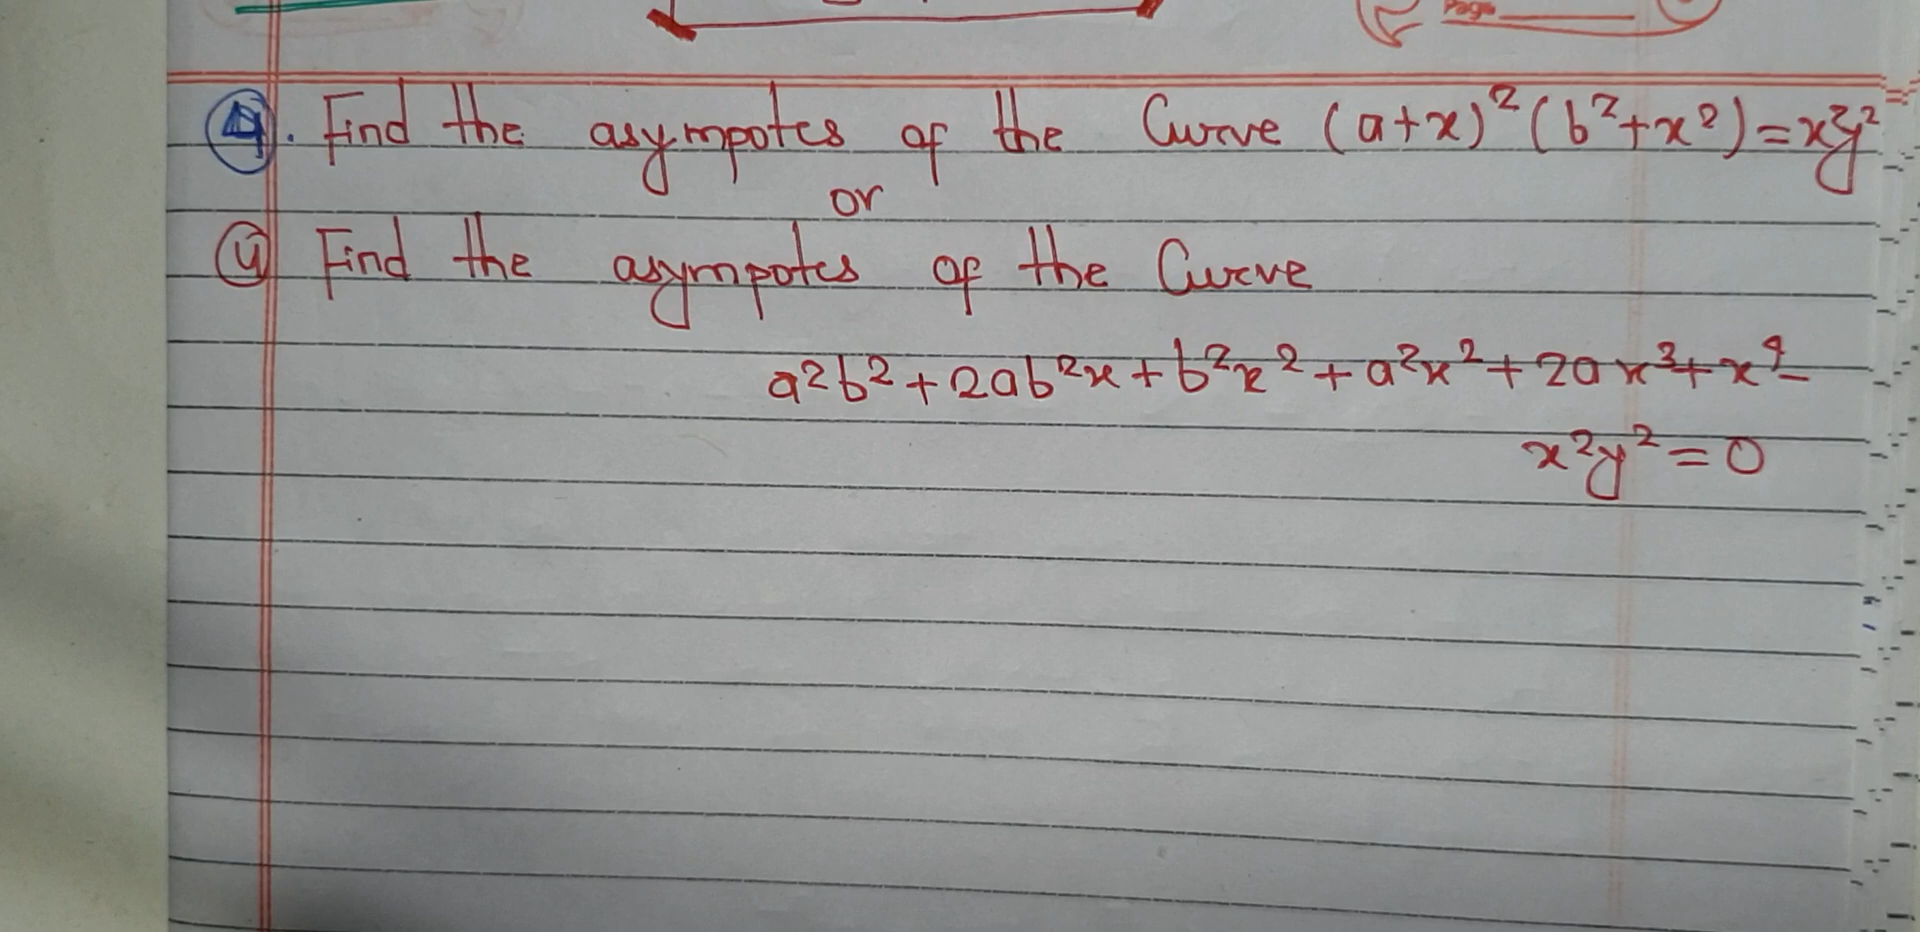 Page
4. Find the asympotes of the Curve (a+x)²(b²+x²)=x²y²
or
4 Find the asympotes of the Curve
a²b²+2ab²x+b²x²+a²x²+2ax³+x⁴-
x²y²=0